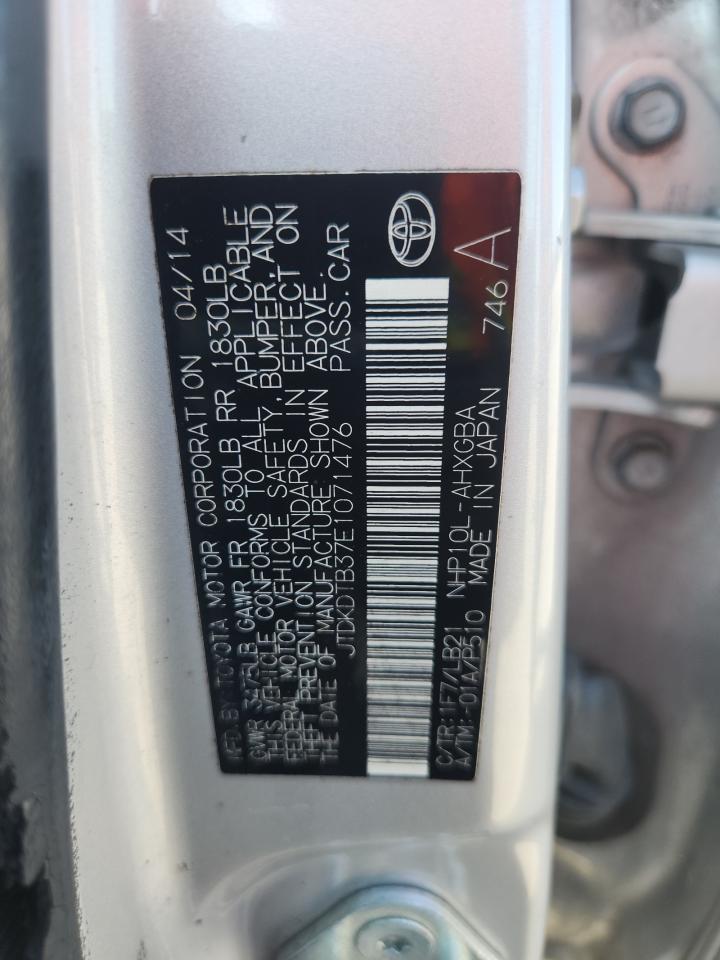 MFD.BY: TOYOTA MOTOR CORPORATION 04/14
GVWR 3475LB GAWR FR 1830LB RR 1830LB
THIS VEHICLE CONFORMS TO ALL APPLICABLE
FEDERAL MOTOR VEHICLE SAFETY, BUMPER, AND
THEFT PREVENTION STANDARDS IN EFFECT ON
THE DATE OF MANUFACTURE SHOWN ABOVE.
JTDKDTB37E1071476 PASS.CAR
C/TR: 1F7/LB21 NHP10L-AHXGBA
A/TM: -01A/P510 MADE IN JAPAN
746 A